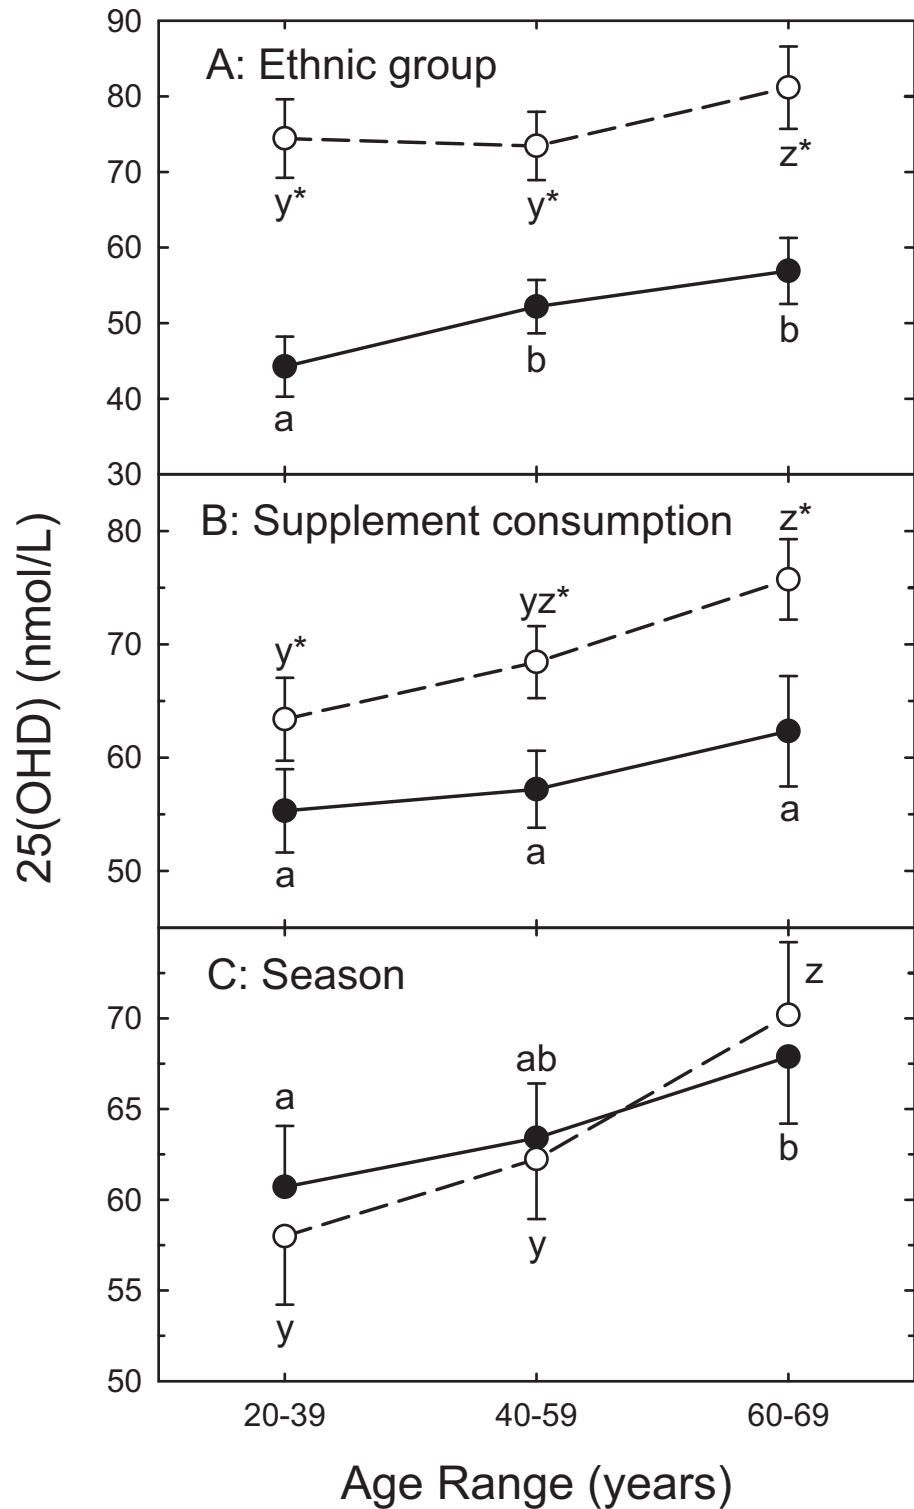 90
A: Ethnic group
80
70
z*
y* y*
60
50
b
b
40
a
30
B: Supplement consumption
z*
80
yz*
y*
70
25(OHD) (nmol/L)
60
a
a a
50
C: Season
z
70
ab
a
65
b
60
y
55
y
50
20-39 40-59 60-69
Age Range (years)